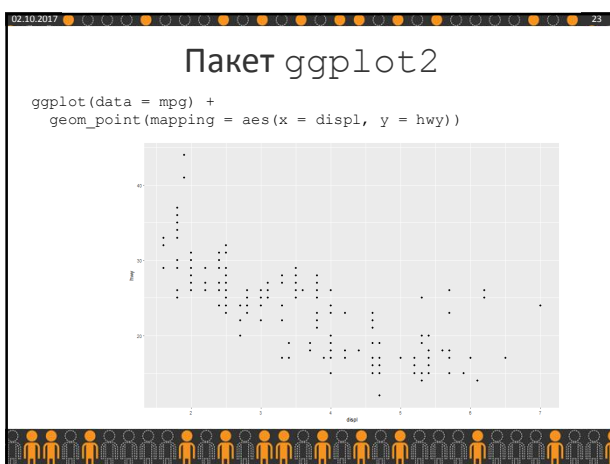 02.10.2017
23
Пакет ggplot2
ggplot(data = mpg) +
geom_point(mapping = aes(x = displ, y = hwy))
40
30
20
hwy
2 3 4 5 6 7
displ